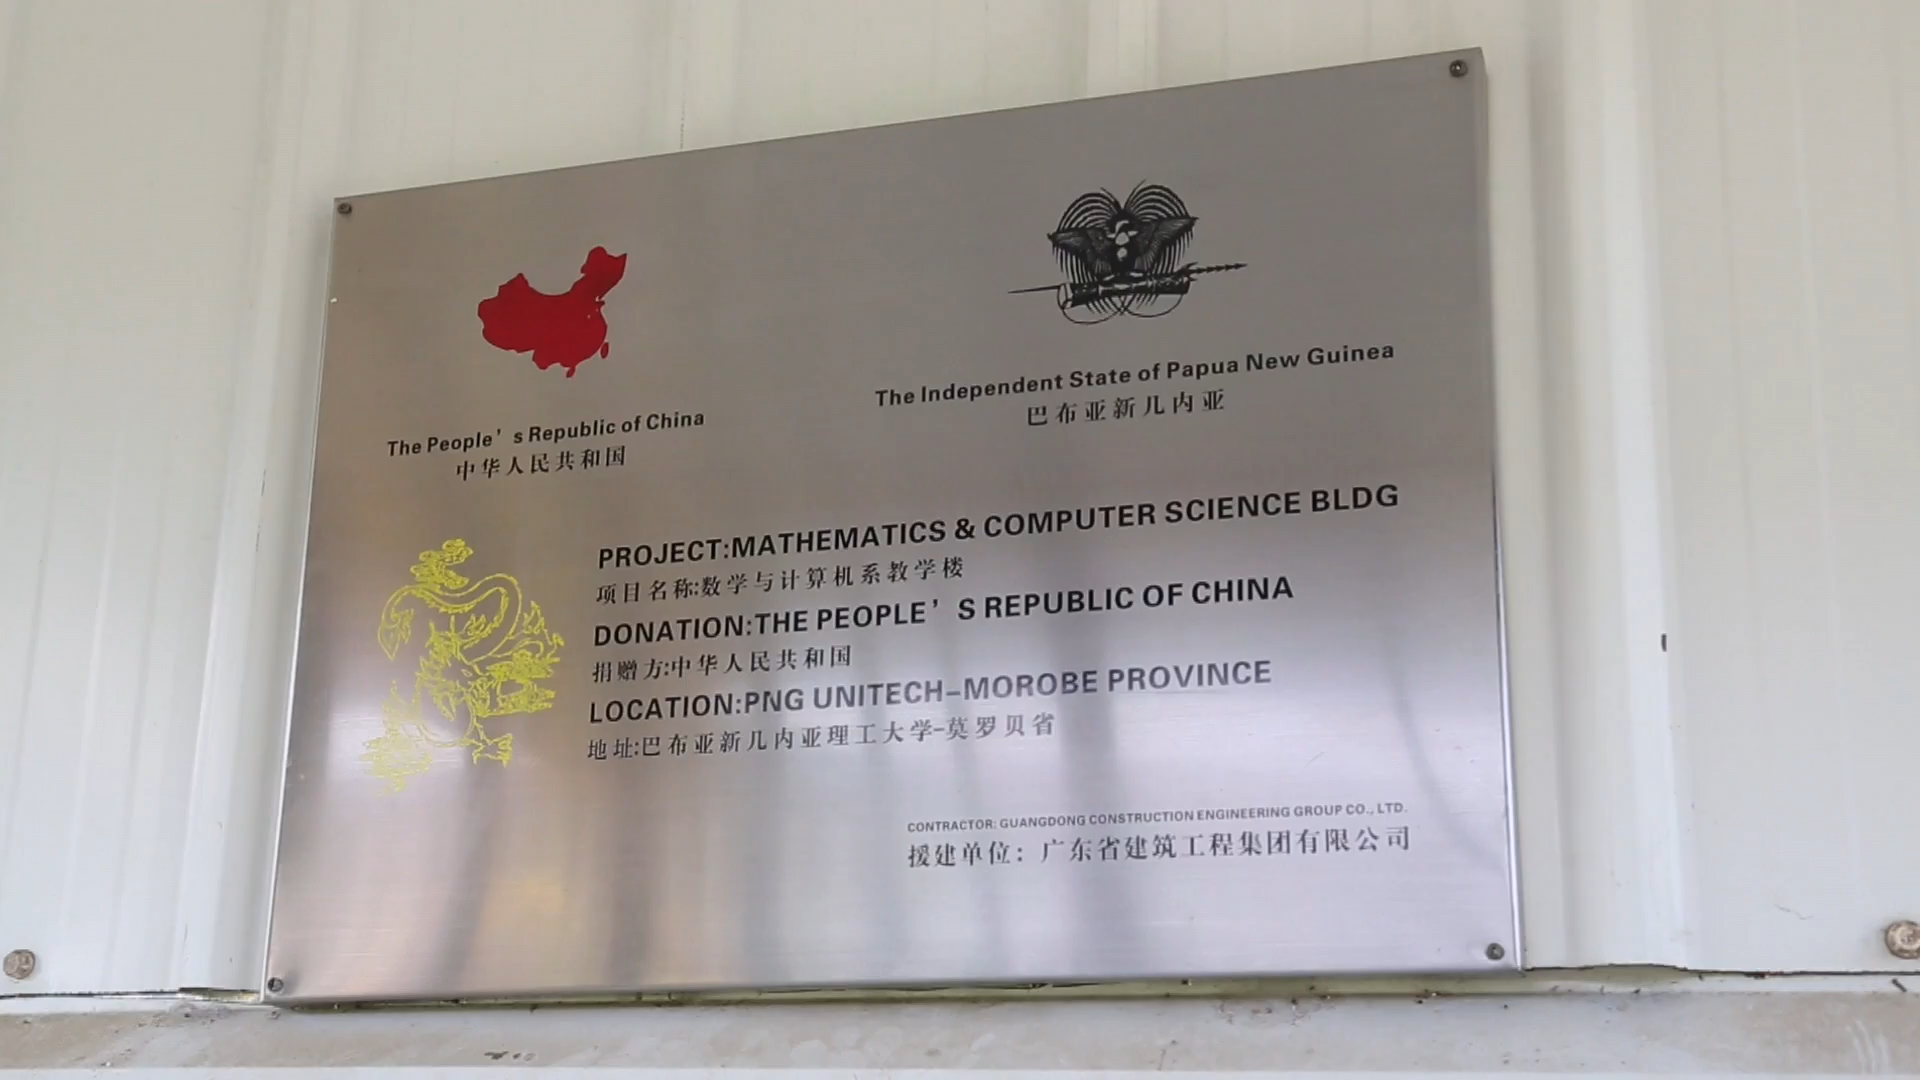 The People’s Republic of China
中华人民共和国
The Independent State of Papua New Guinea
巴布亚新几内亚
PROJECT:MATHEMATICS & COMPUTER SCIENCE BLDG
项目名称:数学与计算机系教学楼
DONATION:THE PEOPLE’S REPUBLIC OF CHINA
捐赠方:中华人民共和国
LOCATION:PNG UNITECH-MOROBE PROVINCE
地址:巴布亚新几内亚理工大学-莫罗贝省
CONTRACTOR: GUANGDONG CONSTRUCTION ENGINEERING GROUP CO., LTD.
援建单位：广东省建筑工程集团有限公司